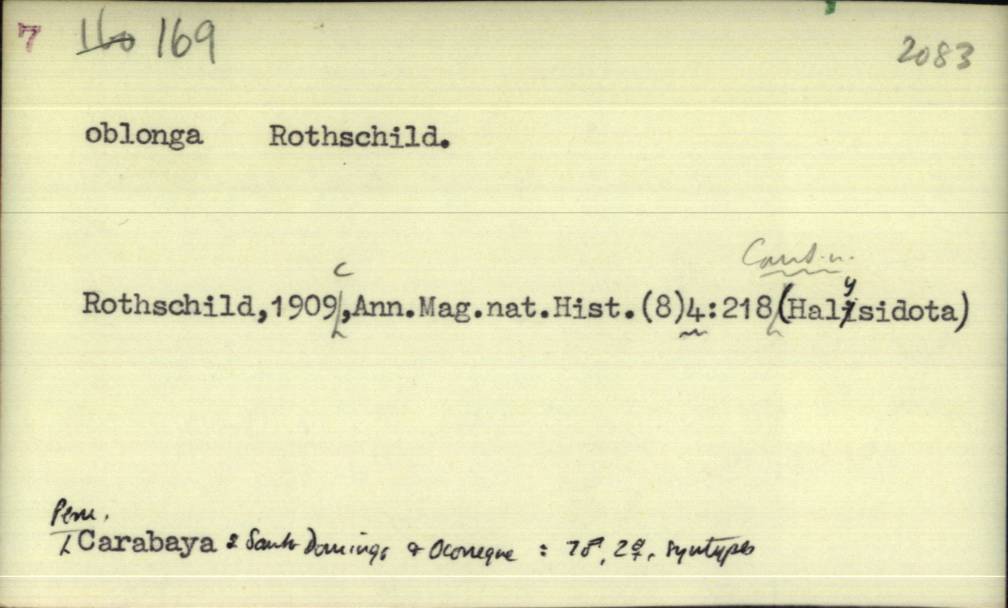 7 116 169 2083
oblonga Rothschild.
c
Rothschild,1909,Ann.Mag.nat.Hist.(8)4:218(Halysidota)
Peru.
Carabaya & Santo Domingo & Oconeque : 7♂, 2♀, syntypes